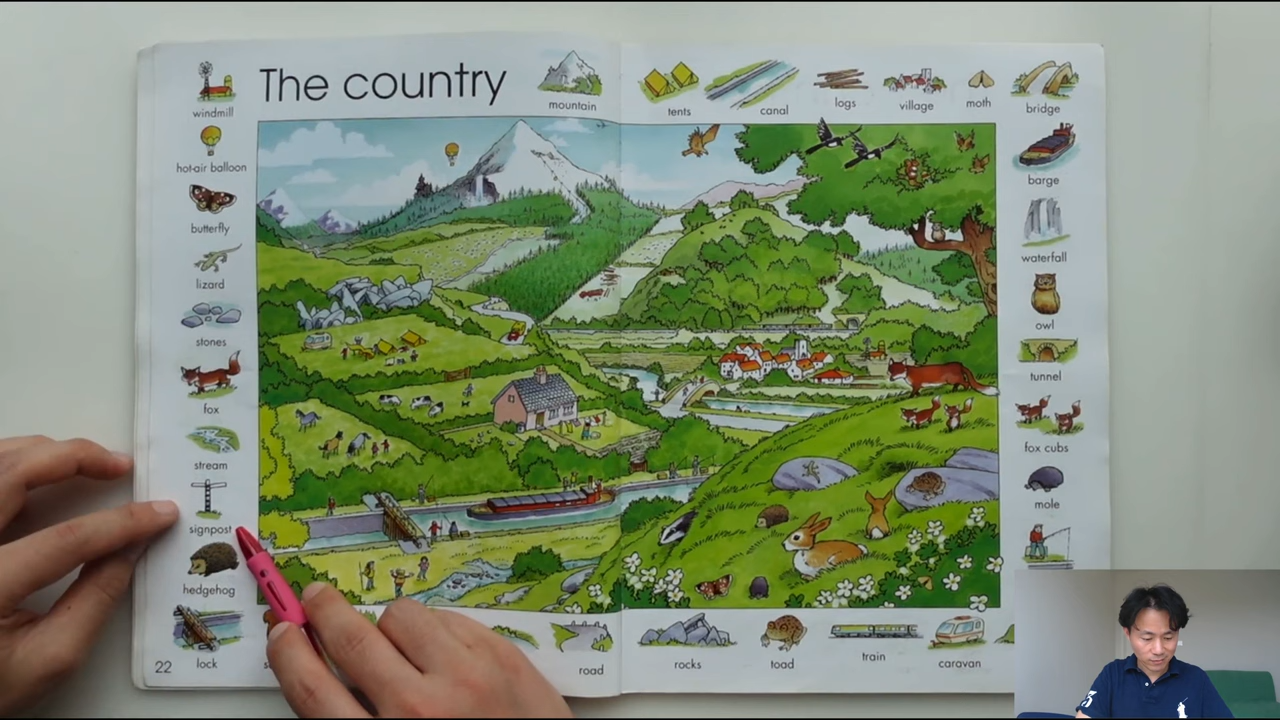 The country
mountain
tents
canal
logs
village
moth
bridge
windmill
hot-air balloon
butterfly
lizard
stones
fox
stream
signpost
hedgehog
lock
22
barge
waterfall
owl
tunnel
fox cubs
mole
road
rocks
toad
train
caravan